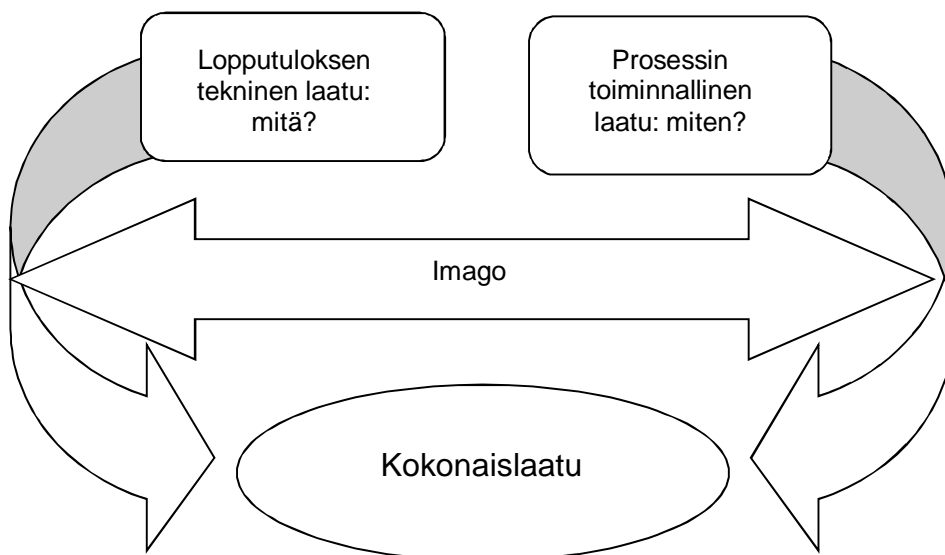 Lopputuloksen
tekninen laatu:
mitä?
Prosessin
toiminnallinen
laatu: miten?
Imago
Kokonaislaatu